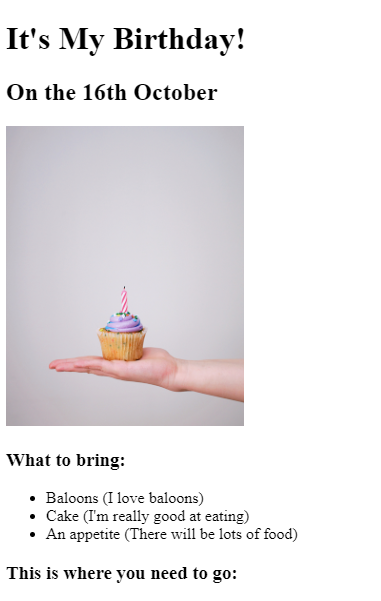 It's My Birthday!
On the 16th October
What to bring:
Baloons (I love baloons)
Cake (I'm really good at eating)
An appetite (There will be lots of food)
This is where you need to go: